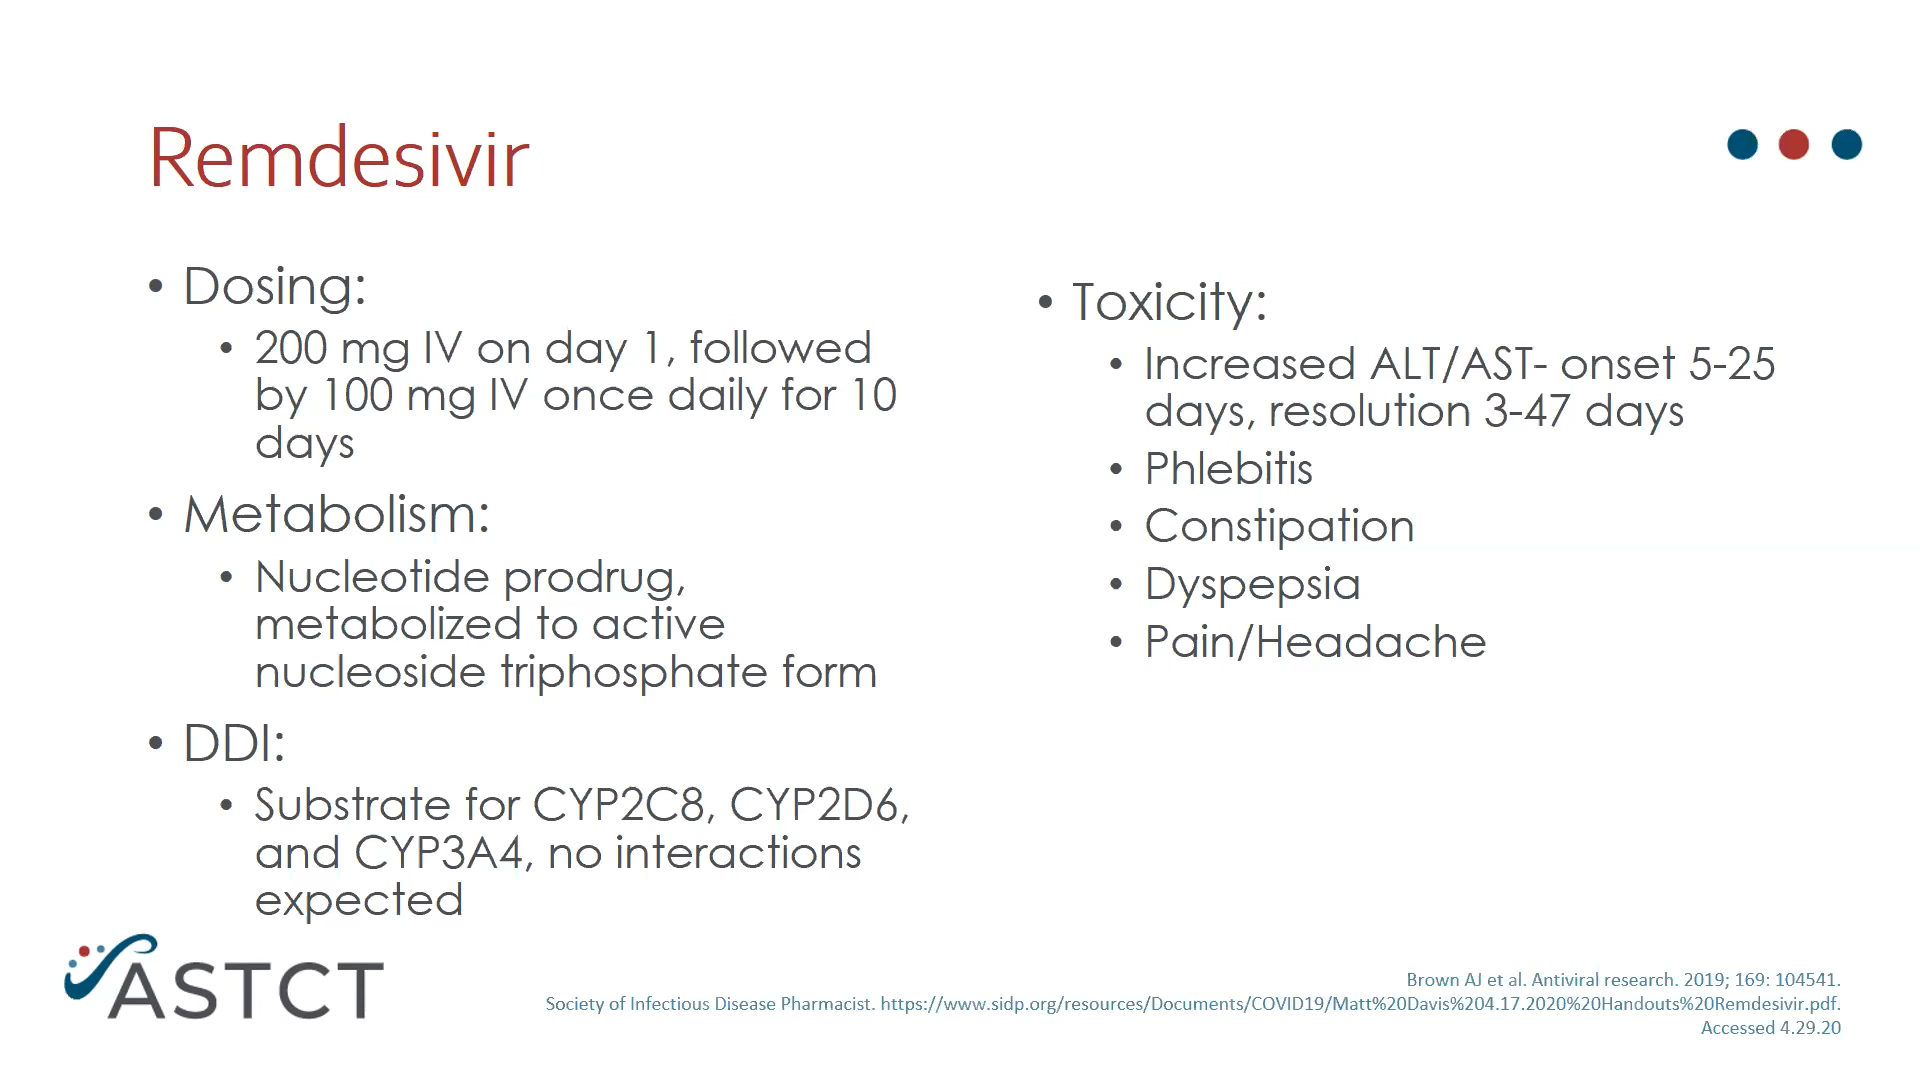 Remdesivir
• Dosing:
• 200 mg IV on day 1, followed
by 100 mg IV once daily for 10
days
• Metabolism:
• Nucleotide prodrug,
metabolized to active
nucleoside triphosphate form
• DDI:
• Substrate for CYP2C8, CYP2D6,
and CYP3A4, no interactions
expected
• Toxicity:
• Increased ALT/AST- onset 5-25
days, resolution 3-47 days
• Phlebitis
• Constipation
• Dyspepsia
• Pain/Headache
ASTCT
Brown AJ et al. Antiviral research. 2019; 169: 104541.
Society of Infectious Disease Pharmacist. https://www.sidp.org/resources/Documents/COVID19/Matt%20Davis%204.17.2020%20Handouts%20Remdesivir.pdf.
Accessed 4.29.20